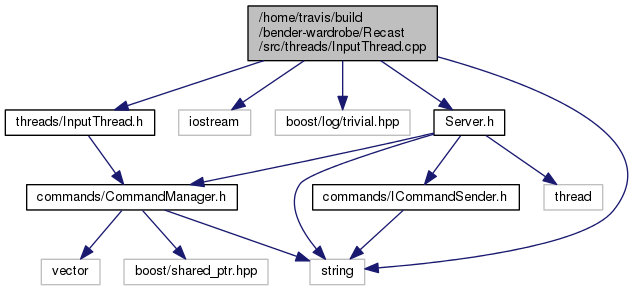 /home/travis/build
/bender-wardrobe/Recast
/src/threads/InputThread.cpp
threads/InputThread.h
iostream
boost/log/trivial.hpp
Server.h
commands/CommandManager.h
commands/ICommandSender.h
thread
vector
boost/shared_ptr.hpp
string